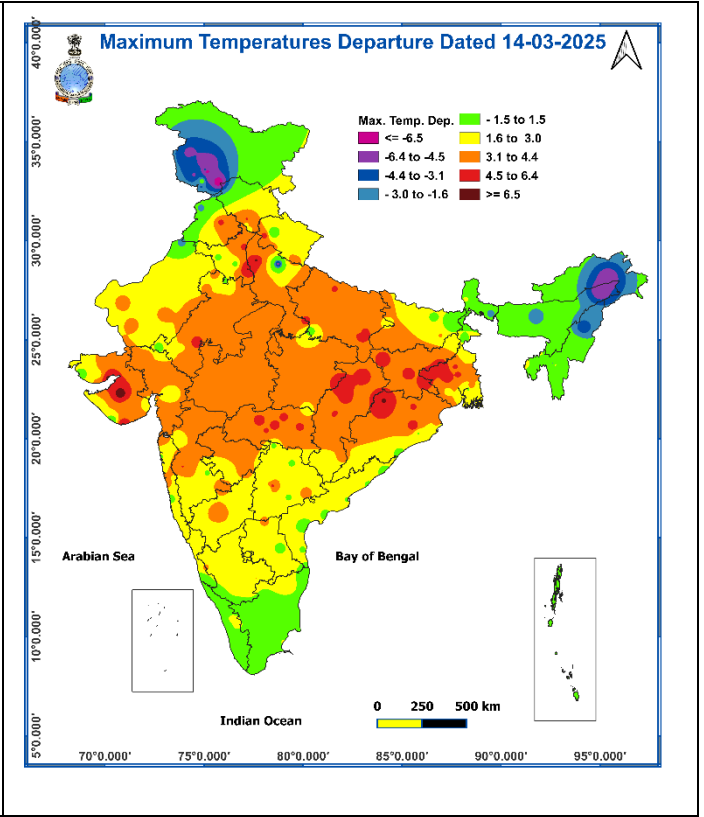 Maximum Temperatures Departure Dated 14-03-2025
Max. Temp. Dep.
<= -6.5
-6.4 to -4.5
-4.4 to -3.1
- 3.0 to -1.6
- 1.5 to 1.5
1.6 to 3.0
3.1 to 4.4
4.5 to 6.4
>= 6.5
40°0.000'
35°0.000'
30°0.000'
25°0.000'
20°0.000'
15°0.000'
10°0.000'
5°0.000'
Arabian Sea
Bay of Bengal
Indian Ocean
0 250 500 km
70°0.000' 75°0.000' 80°0.000' 85°0.000' 90°0.000' 95°0.000'